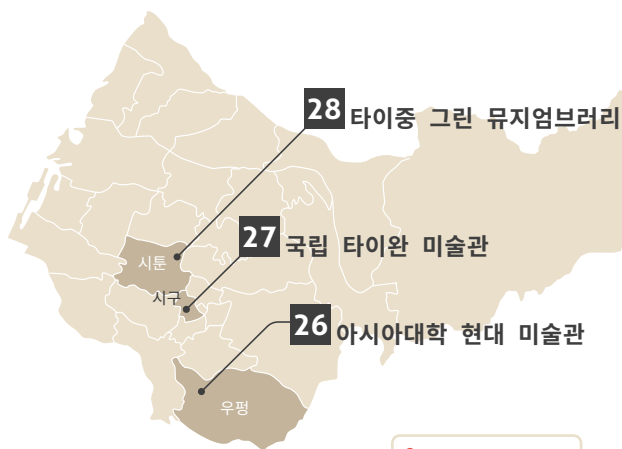 28 타이중 그린 뮤지엄브러리
27 국립 타이완 미술관
시툰
시구
26 아시아대학 현대 미술관
우펑